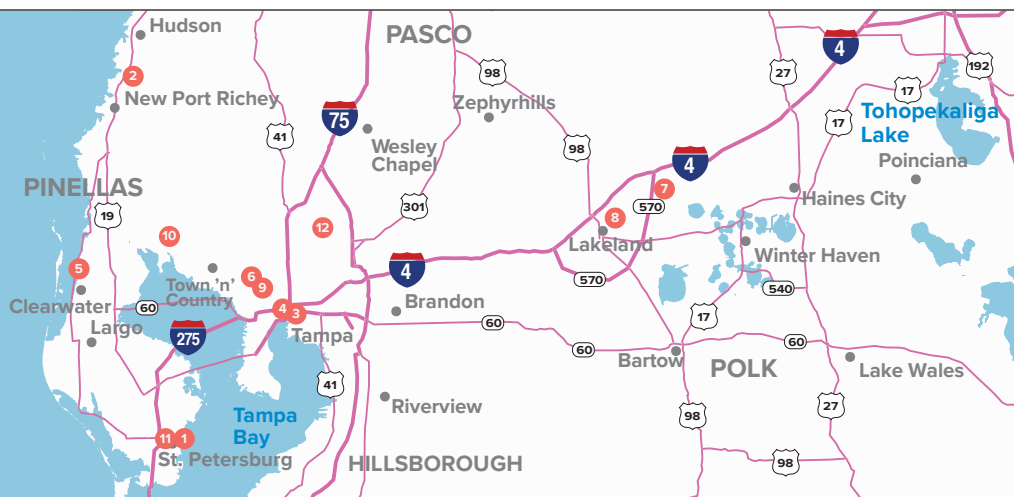 Hudson
PASCO
4
27
192
98
2
17
New Port Richey
Zephyrhills
75
Tohopekaliga
Lake
17
41
Wesley
Chapel
98
4
Poinciana
PINELLAS
7
Haines City
19
301
570
8
12
10
Lakeland
Winter Haven
5
Town 'n'
Country
6
9
4
570
540
Clearwater
60
4
3
Brandon
Largo
275
Tampa
60
17
60
60
Bartow
POLK
Lake Wales
41
Tampa
Bay
Riverview
98
27
11
1
St. Petersburg
HILLSBOROUGH
98